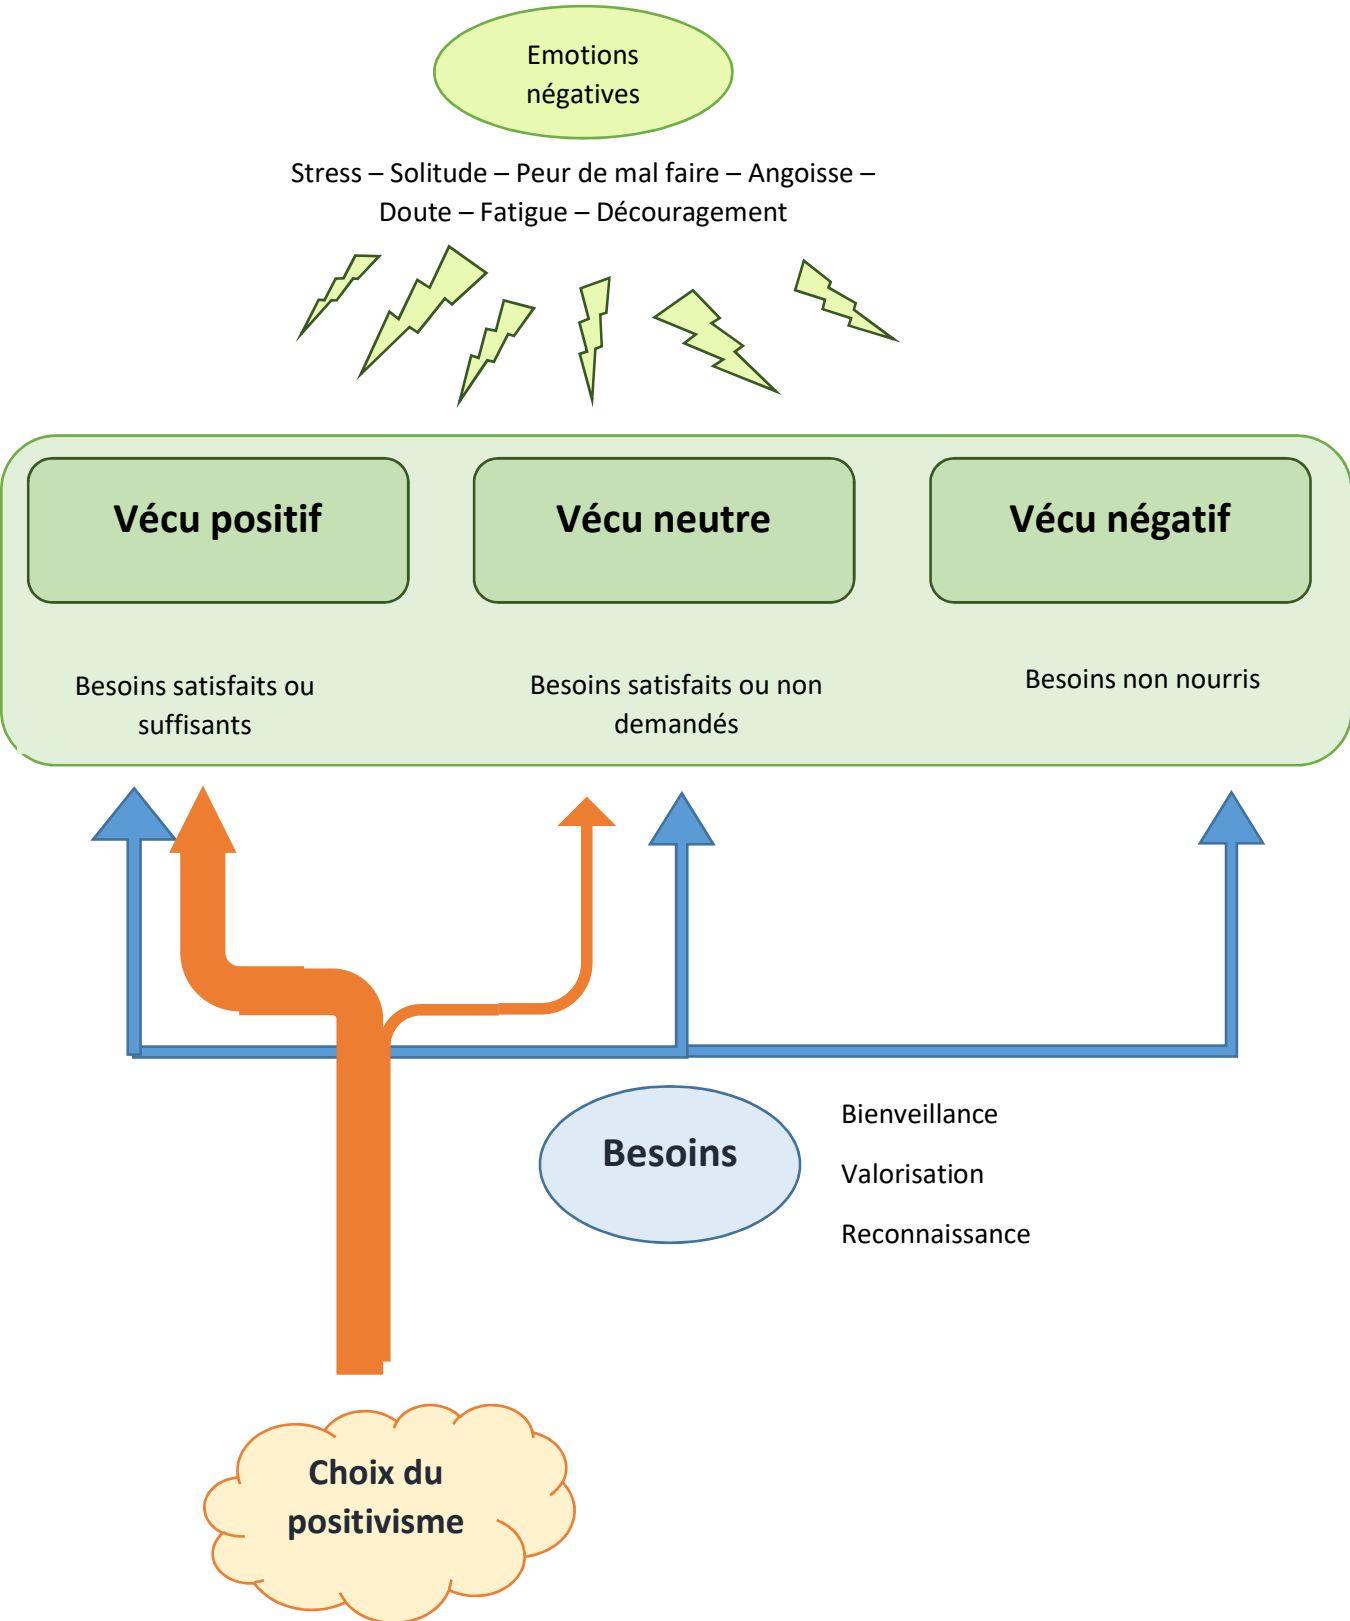 Emotions
négatives
Stress – Solitude – Peur de mal faire – Angoisse –
Doute – Fatigue – Découragement
Vécu positif
Vécu neutre
Vécu négatif
Besoins satisfaits ou
suffisants
Besoins satisfaits ou non
demandés
Besoins non nourris
Besoins
Bienveillance
Valorisation
Reconnaissance
Choix du
positivisme